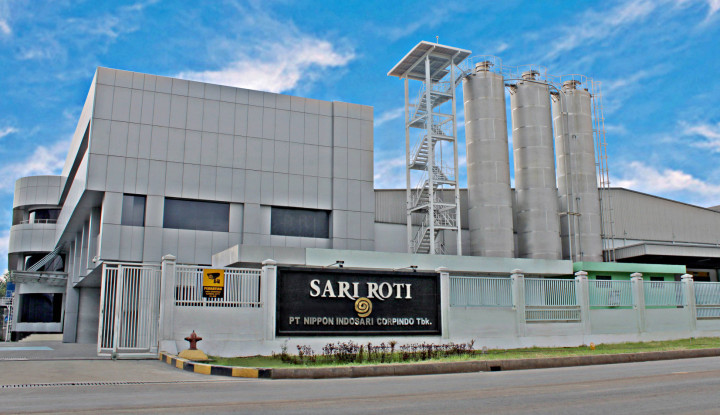 SARI ROTI
PT NIPPON INDOSARI CORPINDO Tbk.